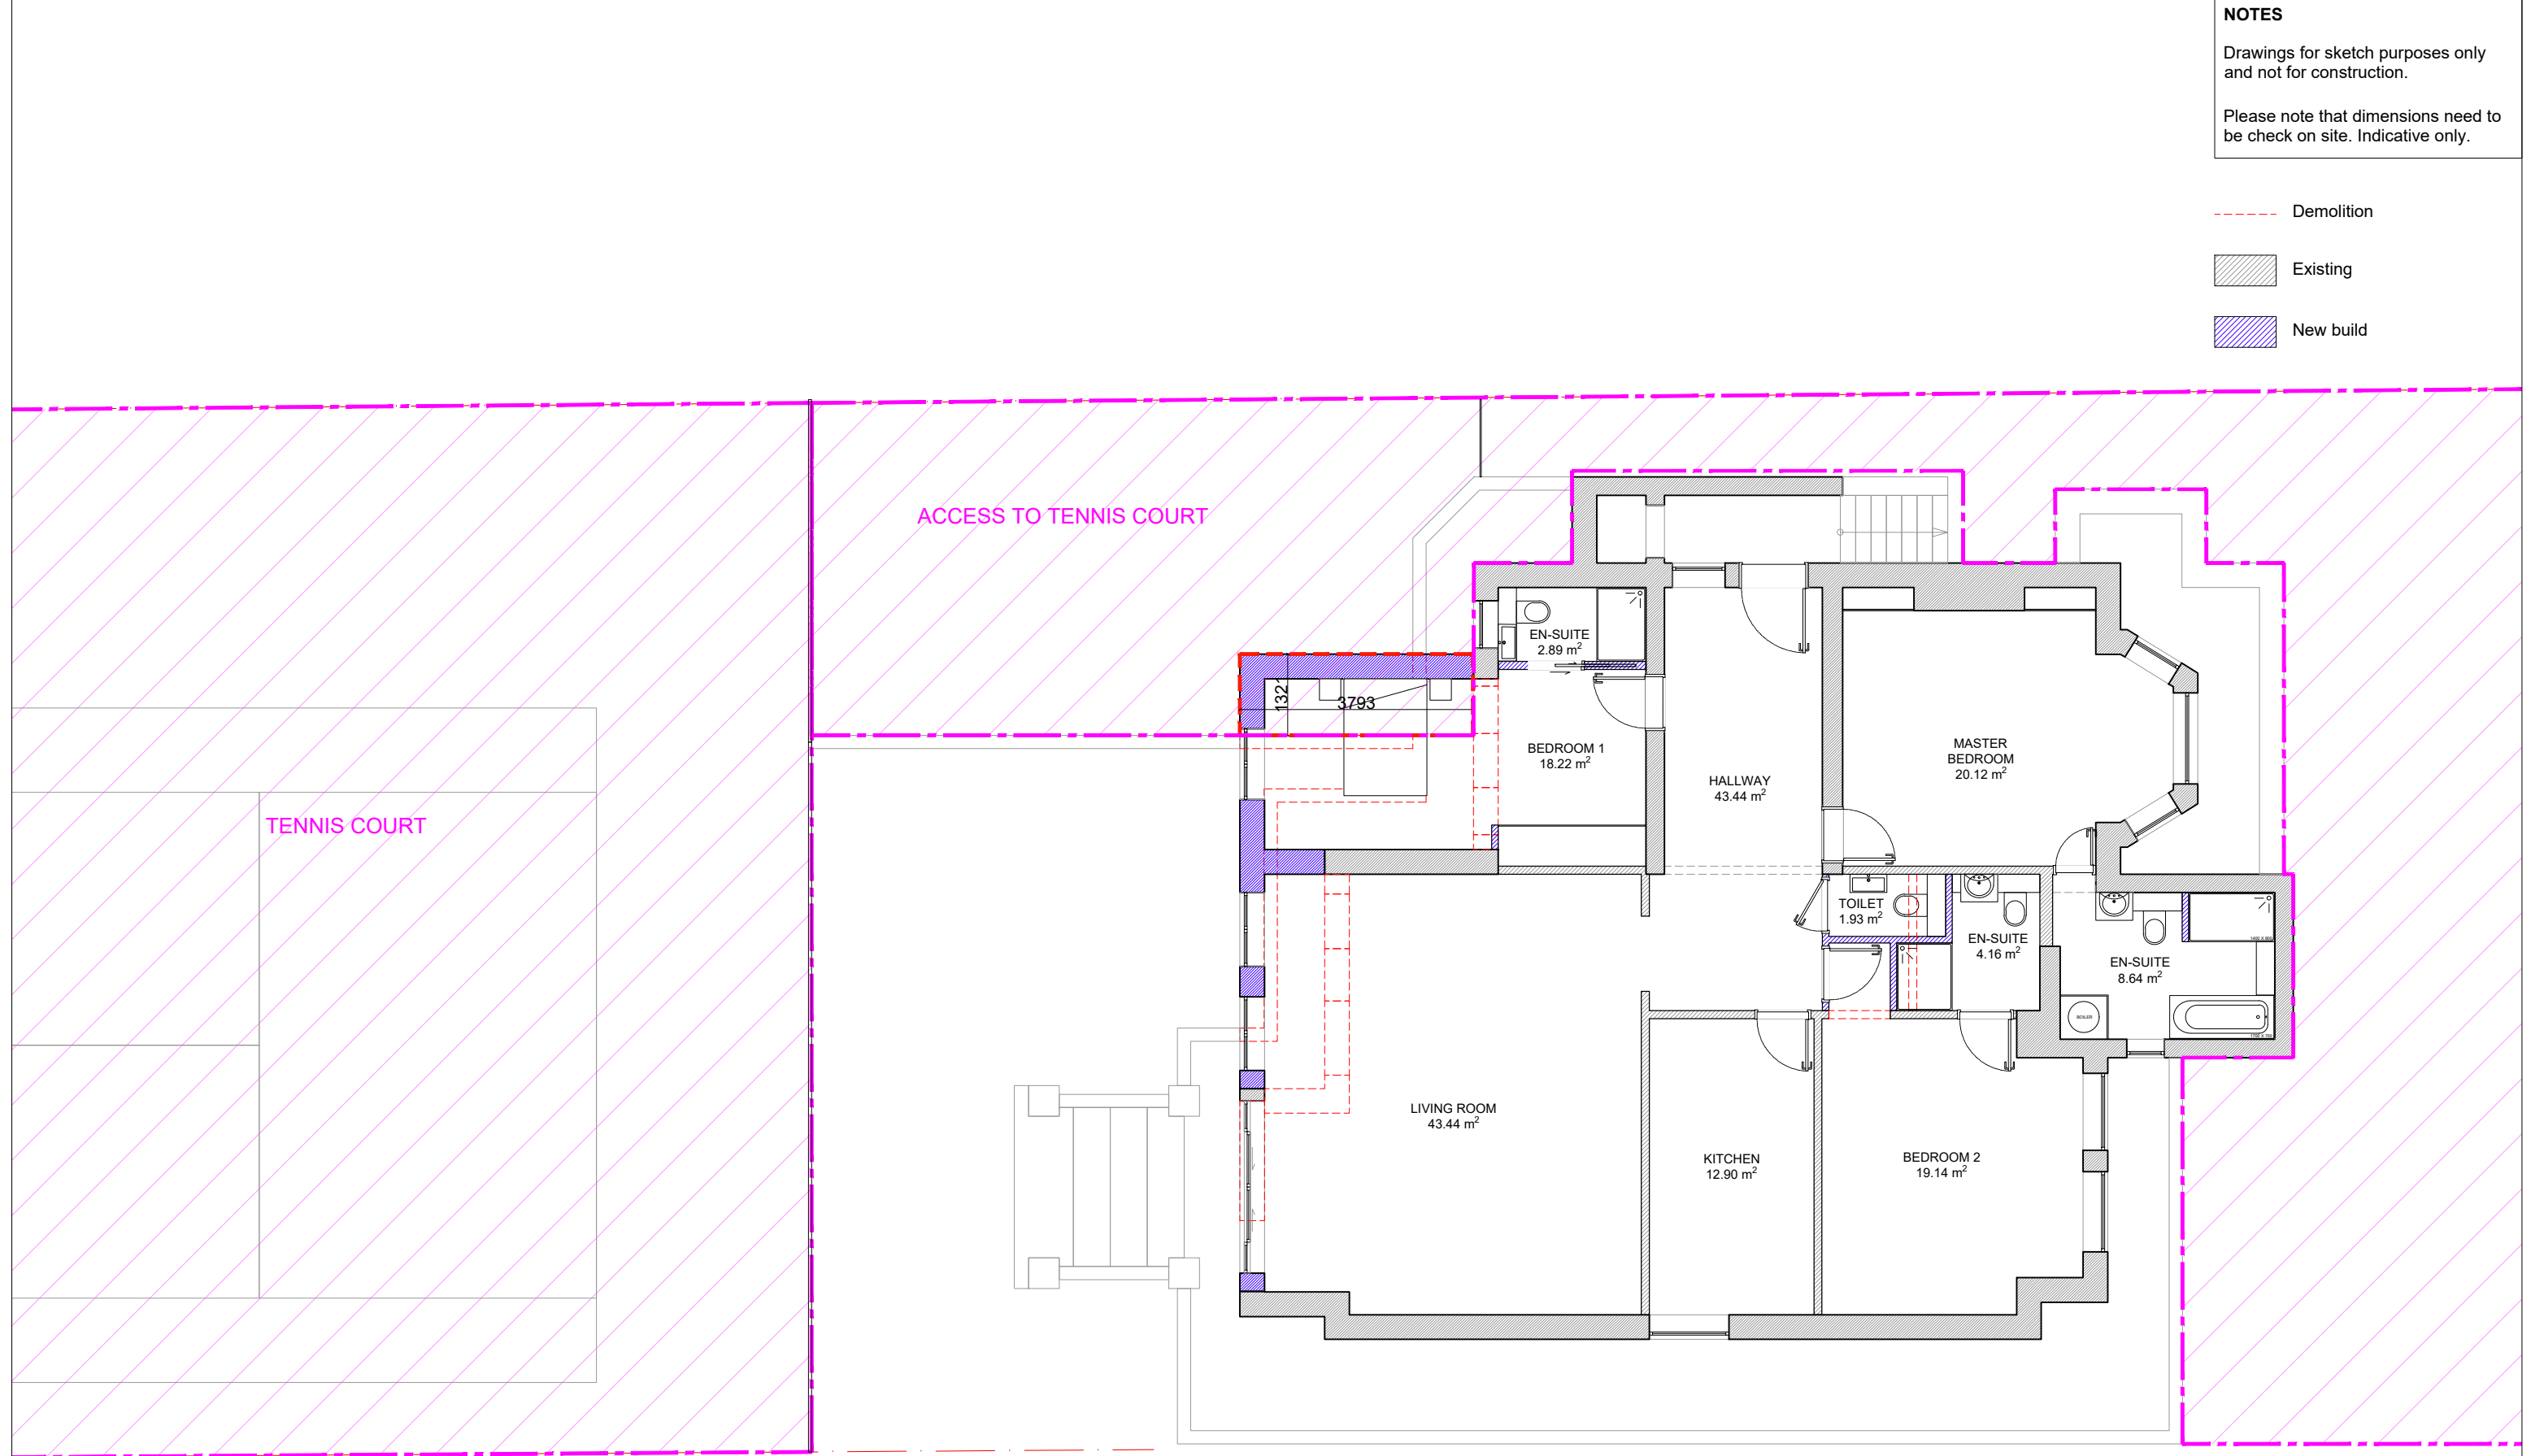 NOTES
Drawings for sketch purposes only
and not for construction.
Please note that dimensions need to
be check on site. Indicative only.
Demolition
Existing
New build
ACCESS TO TENNIS COURT
TENNIS COURT
EN-SUITE
2.89 m²
1321
3793
BEDROOM 1
18.22 m²
HALLWAY
43.44 m²
MASTER
BEDROOM
20.12 m²
TOILET
1.93 m²
EN-SUITE
4.16 m²
EN-SUITE
8.64 m²
BOILER
LIVING ROOM
43.44 m²
KITCHEN
12.90 m²
BEDROOM 2
19.14 m²